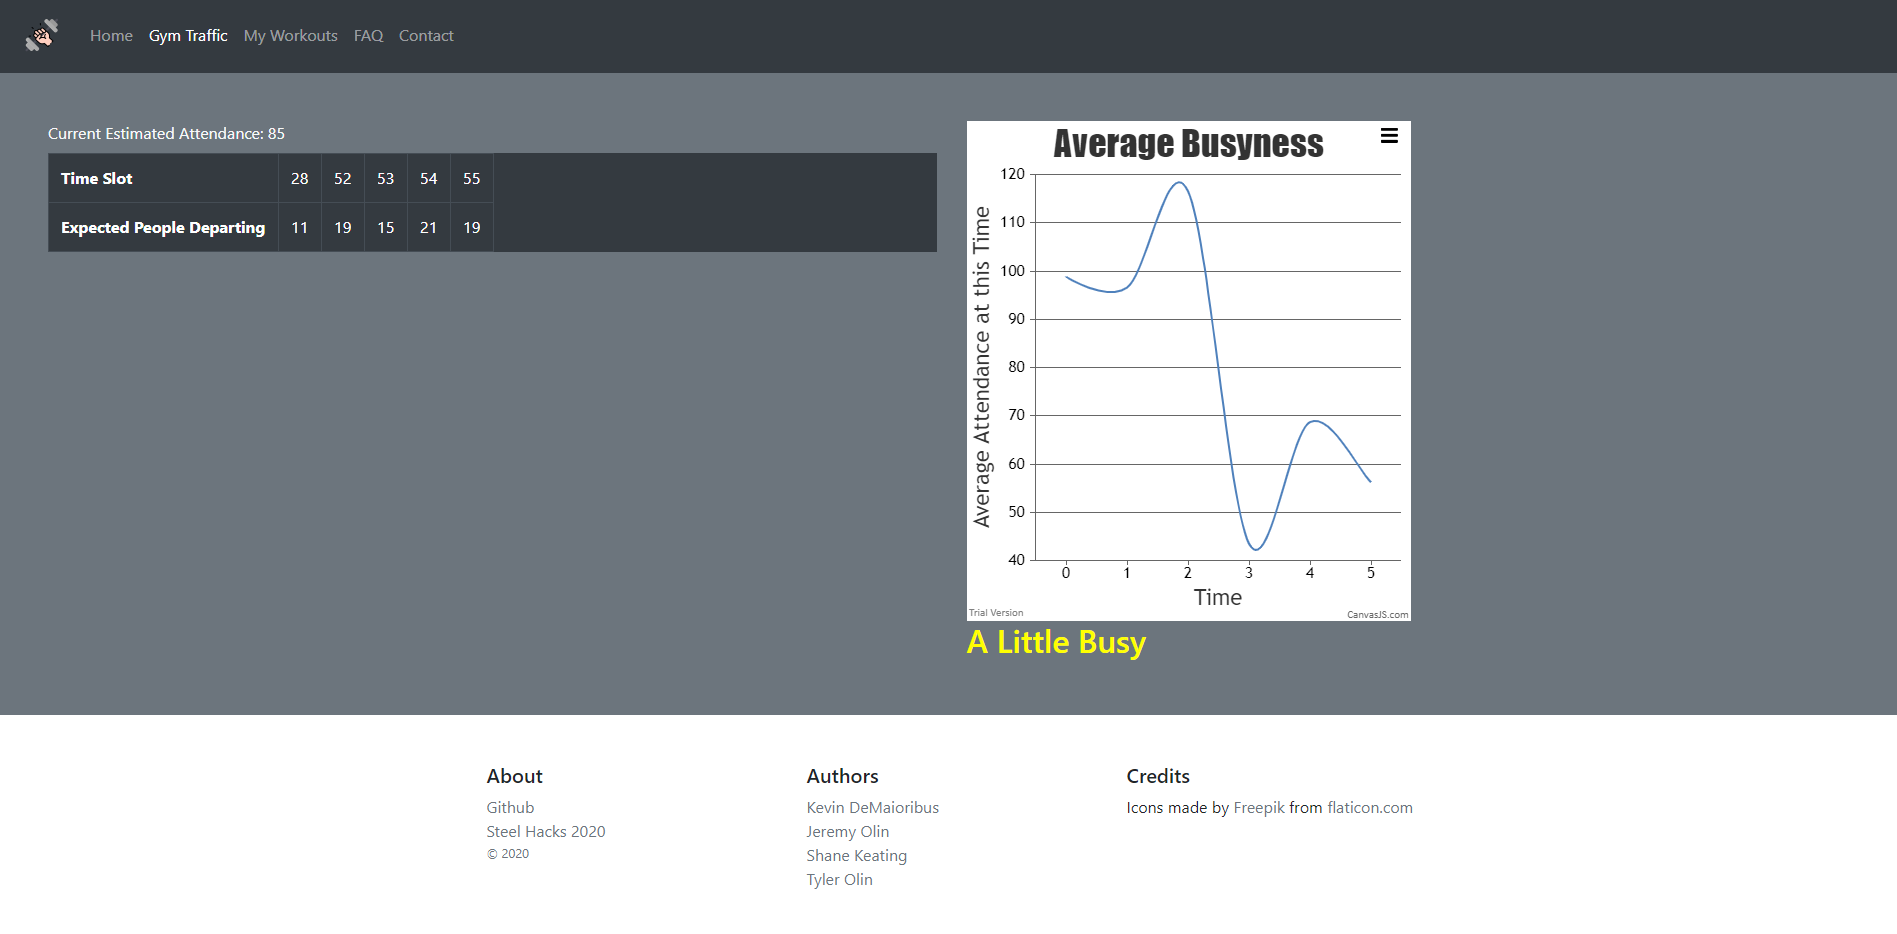 Home Gym Traffic My Workouts FAQ Contact
Current Estimated Attendance: 85
Time Slot 28 52 53 54 55
Expected People Departing 11 19 15 21 19
Average Busyness
Average Attendance at this Time
120
110
100
90
80
70
60
50
40
0 1 2 3 4 5
Time
Trial Version CanvasJS.com
A Little Busy
About
Github
Steel Hacks 2020
© 2020
Authors
Kevin DeMaioribus
Jeremy Olin
Shane Keating
Tyler Olin
Credits
Icons made by Freepik from flaticon.com